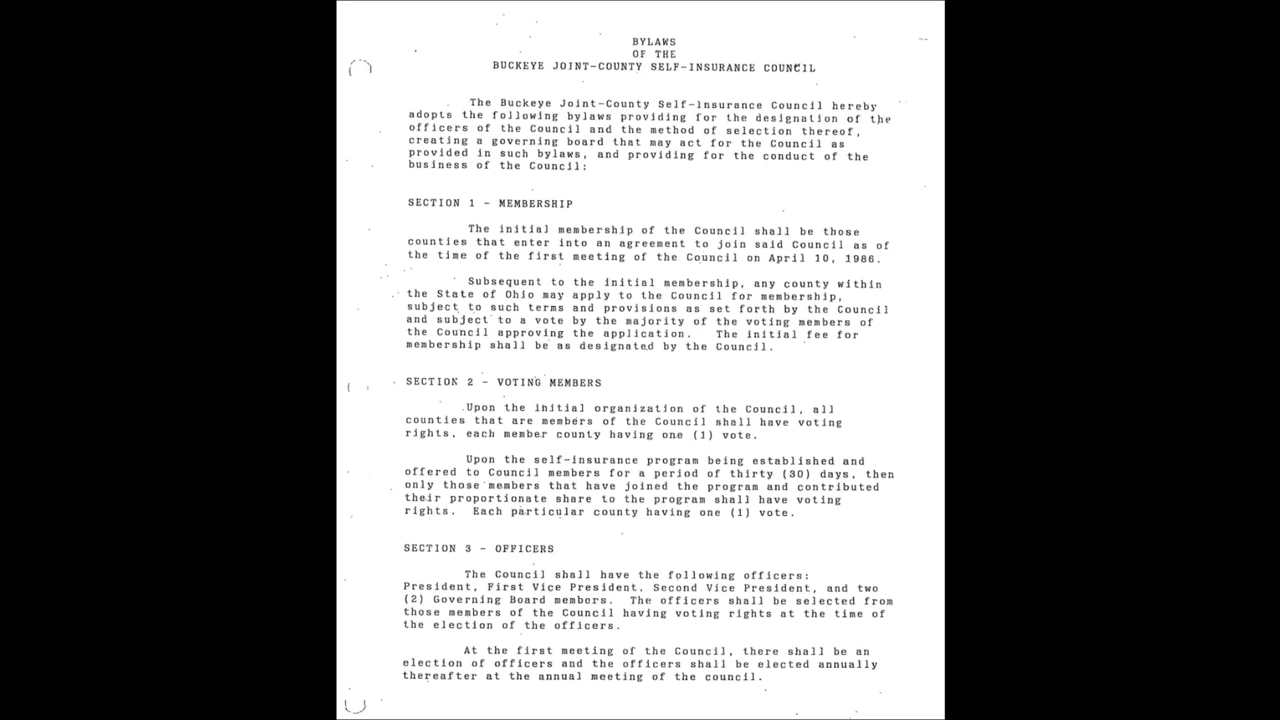 BYLAWS
OF THE
BUCKEYE JOINT-COUNTY SELF-INSURANCE COUNCIL
The Buckeye Joint-County Self-Insurance Council hereby
adopts the following bylaws providing for the designation of the
officers of the Council and the method of selection thereof,
creating a governing board that may act for the Council as
provided in such bylaws, and providing for the conduct of the
business of the Council:
SECTION 1 - MEMBERSHIP
The initial membership of the Council shall be those
counties that enter into an agreement to join said Council as of
the time of the first meeting of the Council on April 10, 1986.
Subsequent to the initial membership, any county within
the State of Ohio may apply to the Council for membership,
subject to such terms and provisions as set forth by the Council
and subject to a vote by the majority of the voting members of
the Council approving the application. The initial fee for
membership shall be as designated by the Council.
SECTION 2 - VOTING MEMBERS
Upon the initial organization of the Council, all
counties that are members of the Council shall have voting
rights, each member county having one (1) vote.
Upon the self-insurance program being established and
offered to Council members for a period of thirty (30) days, then
only those members that have joined the program and contributed
their proportionate share to the program shall have voting
rights. Each particular county having one (1) vote.
SECTION 3 - OFFICERS
The Council shall have the following officers:
President, First Vice President, Second Vice President, and two
(2) Governing Board members. The officers shall be selected from
those members of the Council having voting rights at the time of
the election of the officers.
At the first meeting of the Council, there shall be an
election of officers and the officers shall be elected annually
thereafter at the annual meeting of the council.